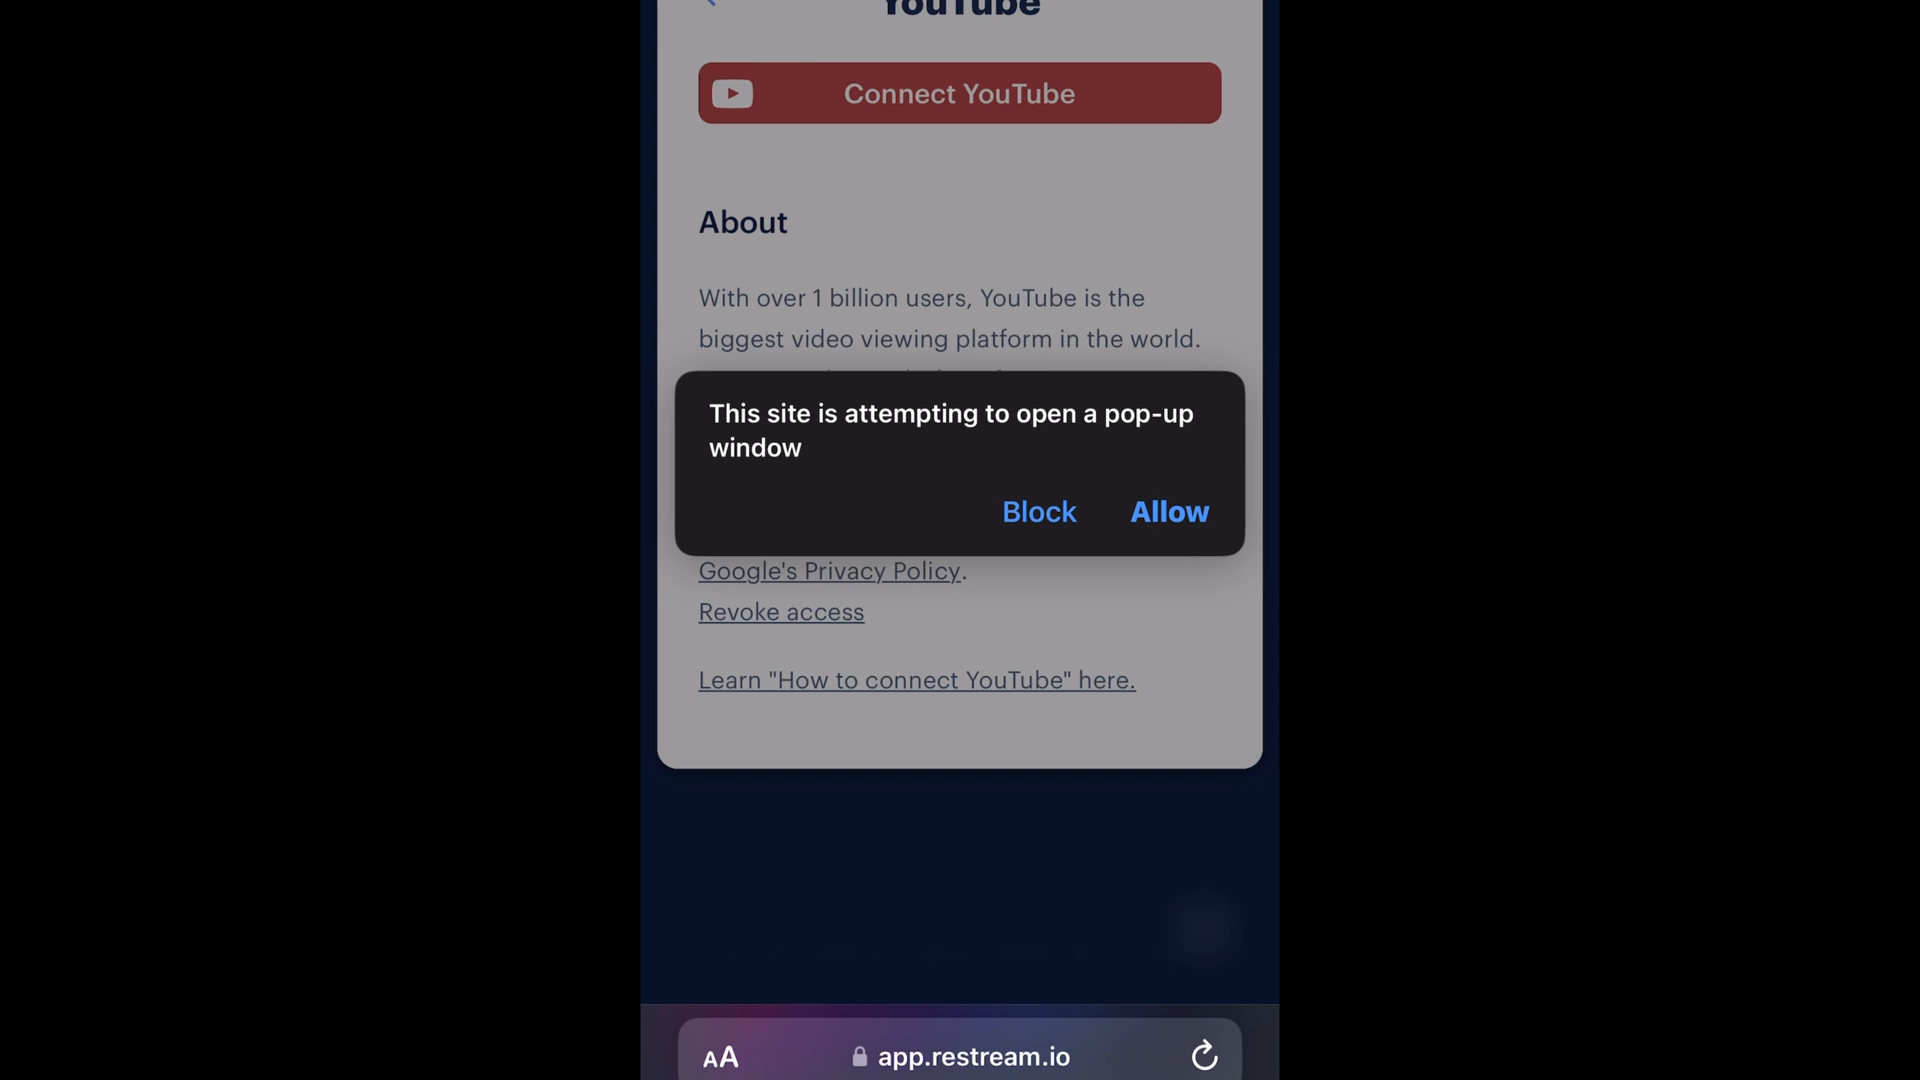 YouTube
Connect YouTube
About
With over 1 billion users, YouTube is the
biggest video viewing platform in the world.
This site is attempting to open a pop-up
window
Block Allow
Google's Privacy Policy.
Revoke access
Learn "How to connect YouTube" here.
AA app.restream.io